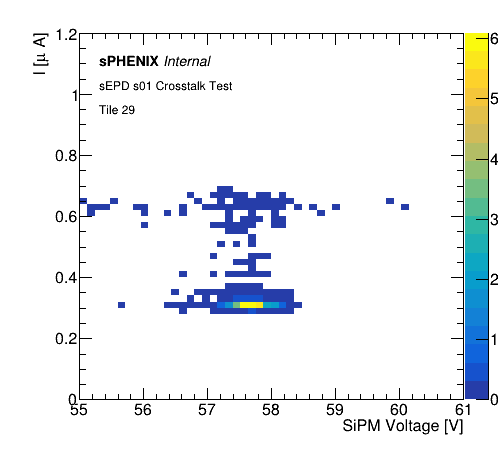 I [μ A]
1.2
1
0.8
0.6
0.4
0.2
0
sPHENIX Internal
sEPD s01 Crosstalk Test
Tile 29
6
5
4
3
2
1
0
55 56 57 58 59 60 61
SiPM Voltage [V]